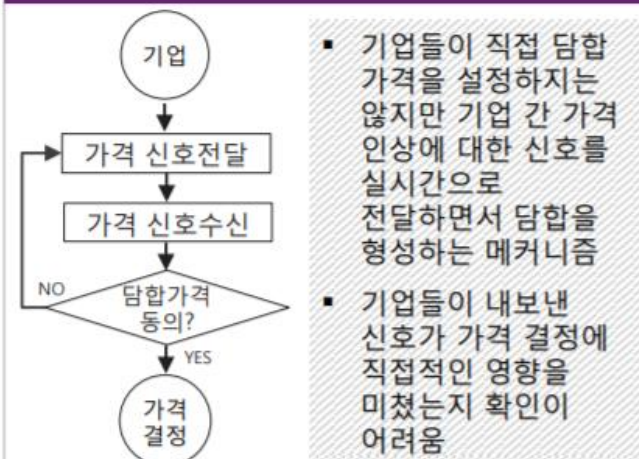 기업
가격 신호전달
가격 신호수신
NO
담합가격
동의?
YES
가격
결정
▪ 기업들이 직접 담합
가격을 설정하지는
않지만 기업 간 가격
인상에 대한 신호를
실시간으로
전달하면서 담합을
형성하는 메커니즘
▪ 기업들이 내보낸
신호가 가격 결정에
직접적인 영향을
미쳤는지 확인이
어려움